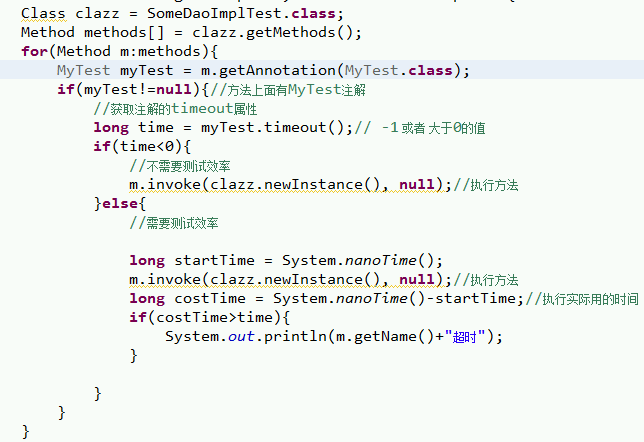 Class clazz = SomeDaoImplTest.class;
Method methods[] = clazz.getMethods();
for(Method m:methods){
MyTest myTest = m.getAnnotation(MyTest.class);
if(myTest!=null){//方法上面有MyTest注解
//获取注解的timeout属性
long time = myTest.timeout();// -1 或者 大于0的值
if(time<0){
//不需要测试效率
m.invoke(clazz.newInstance(), null);//执行方法
}else{
//需要测试效率
long startTime = System.nanoTime();
m.invoke(clazz.newInstance(), null);//执行方法
long costTime = System.nanoTime()-startTime;//执行实际用的时间
if(costTime>time){
System.out.println(m.getName()+"超时");
}
}
}
}